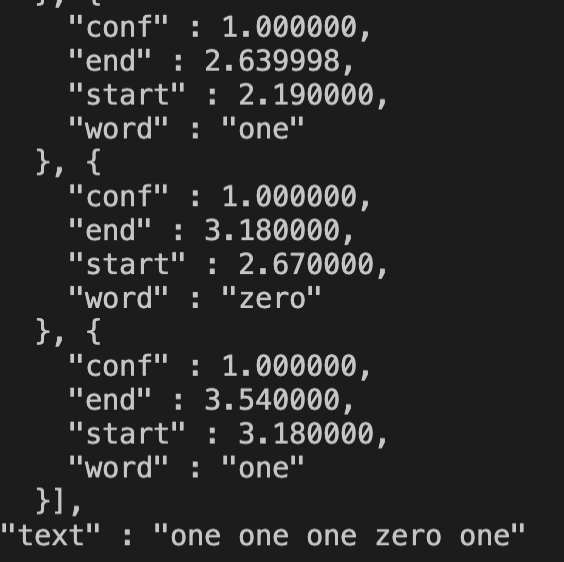 }, {
"conf" : 1.000000,
"end" : 2.639998,
"start" : 2.190000,
"word" : "one"
}, {
"conf" : 1.000000,
"end" : 3.180000,
"start" : 2.670000,
"word" : "zero"
}, {
"conf" : 1.000000,
"end" : 3.540000,
"start" : 3.180000,
"word" : "one"
}],
"text" : "one one one zero one"